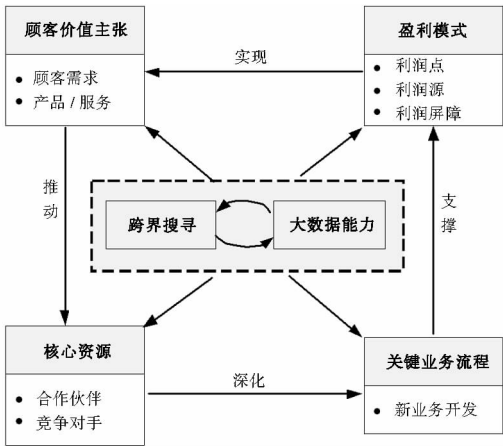 顾客价值主张
• 顾客需求
• 产品 / 服务
实现
盈利模式
• 利润点
• 利润源
• 利润屏障
推动
跨界搜寻
大数据能力
支撑
核心资源
• 合作伙伴
• 竞争对手
深化
关键业务流程
• 新业务开发